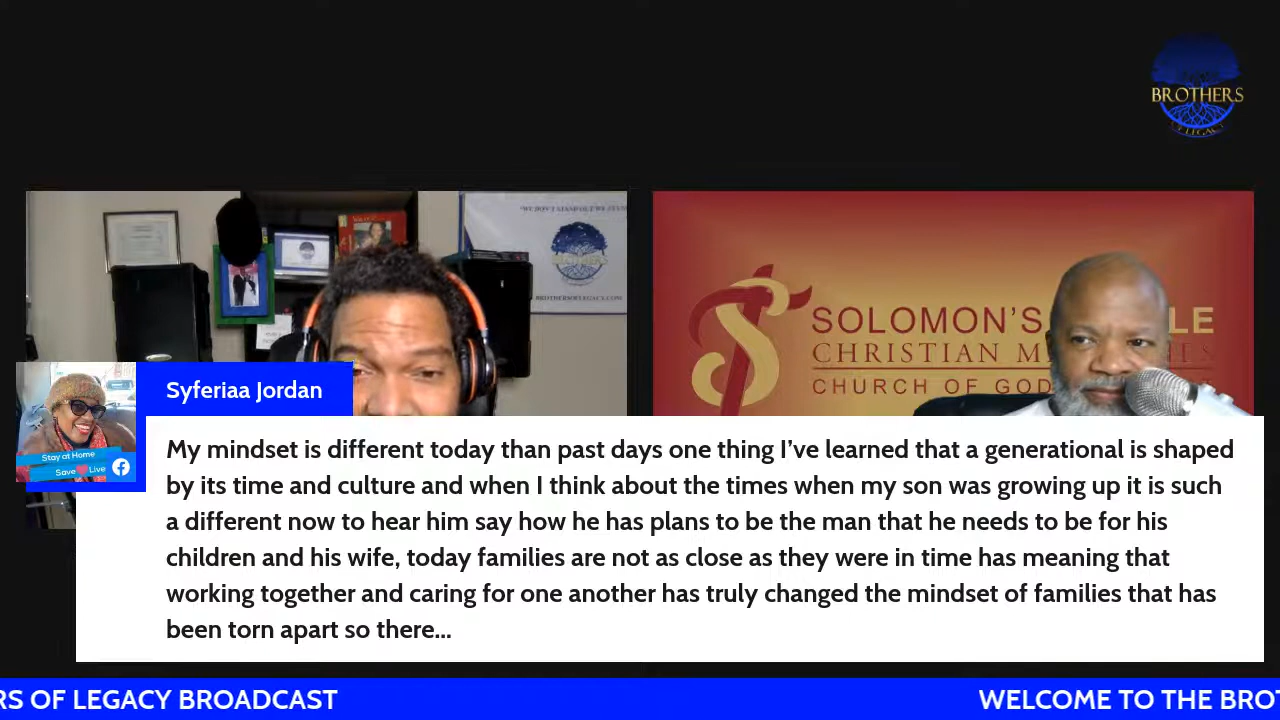 BROTHERS
OF LEGACY
SOLOMON'S
LE
CHRISTIAN M
CHURCH OF GOD
Syferiaa Jordan
Stay at Home
Save Live
My mindset is different today than past days one thing I've learned that a generational is shaped
by its time and culture and when I think about the times when my son was growing up it is such
a different now to hear him say how he has plans to be the man that he needs to be for his
children and his wife, today families are not as close as they were in time has meaning that
working together and caring for one another has truly changed the mindset of families that has
been torn apart so there...
RS OF LEGACY BROADCAST
WELCOME TO THE BROT